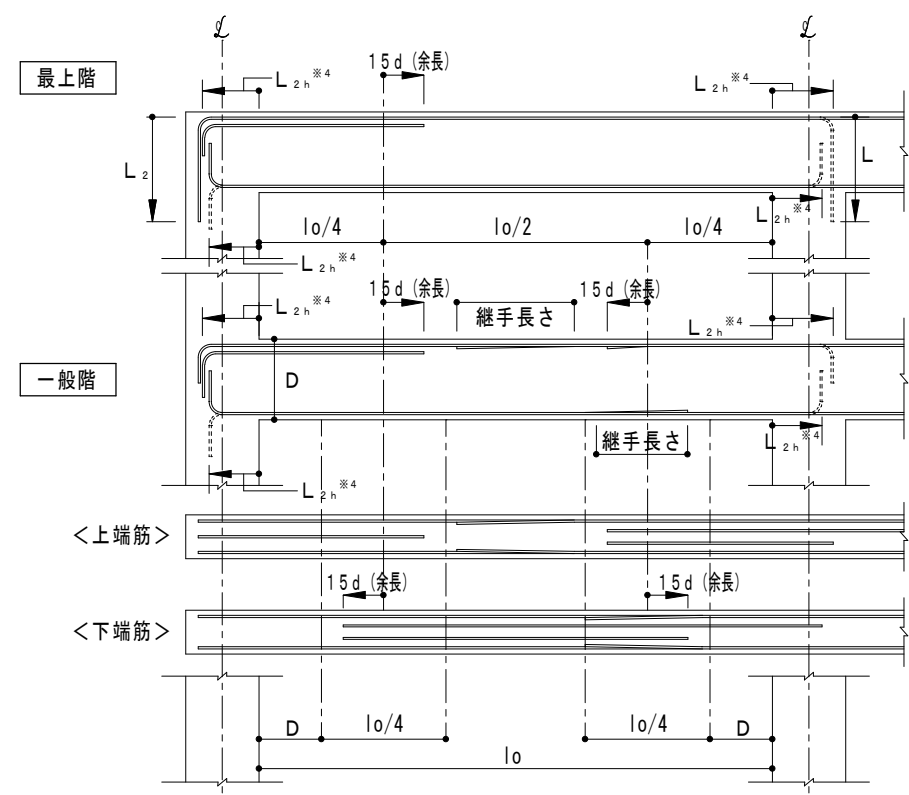 ℄ ℄
最上階
L2h※4 15d (余長) L2h※4
L2 L
L2h※4
lo/4 lo/2 lo/4
L2h※4
L2h※4 15d (余長) 15d (余長) L2h※4
継手長さ
一般階
D
継手長さ L2h※4
L2h※4
<上端筋>
15d (余長) 15d (余長)
<下端筋>
D lo/4 lo/4 D
lo